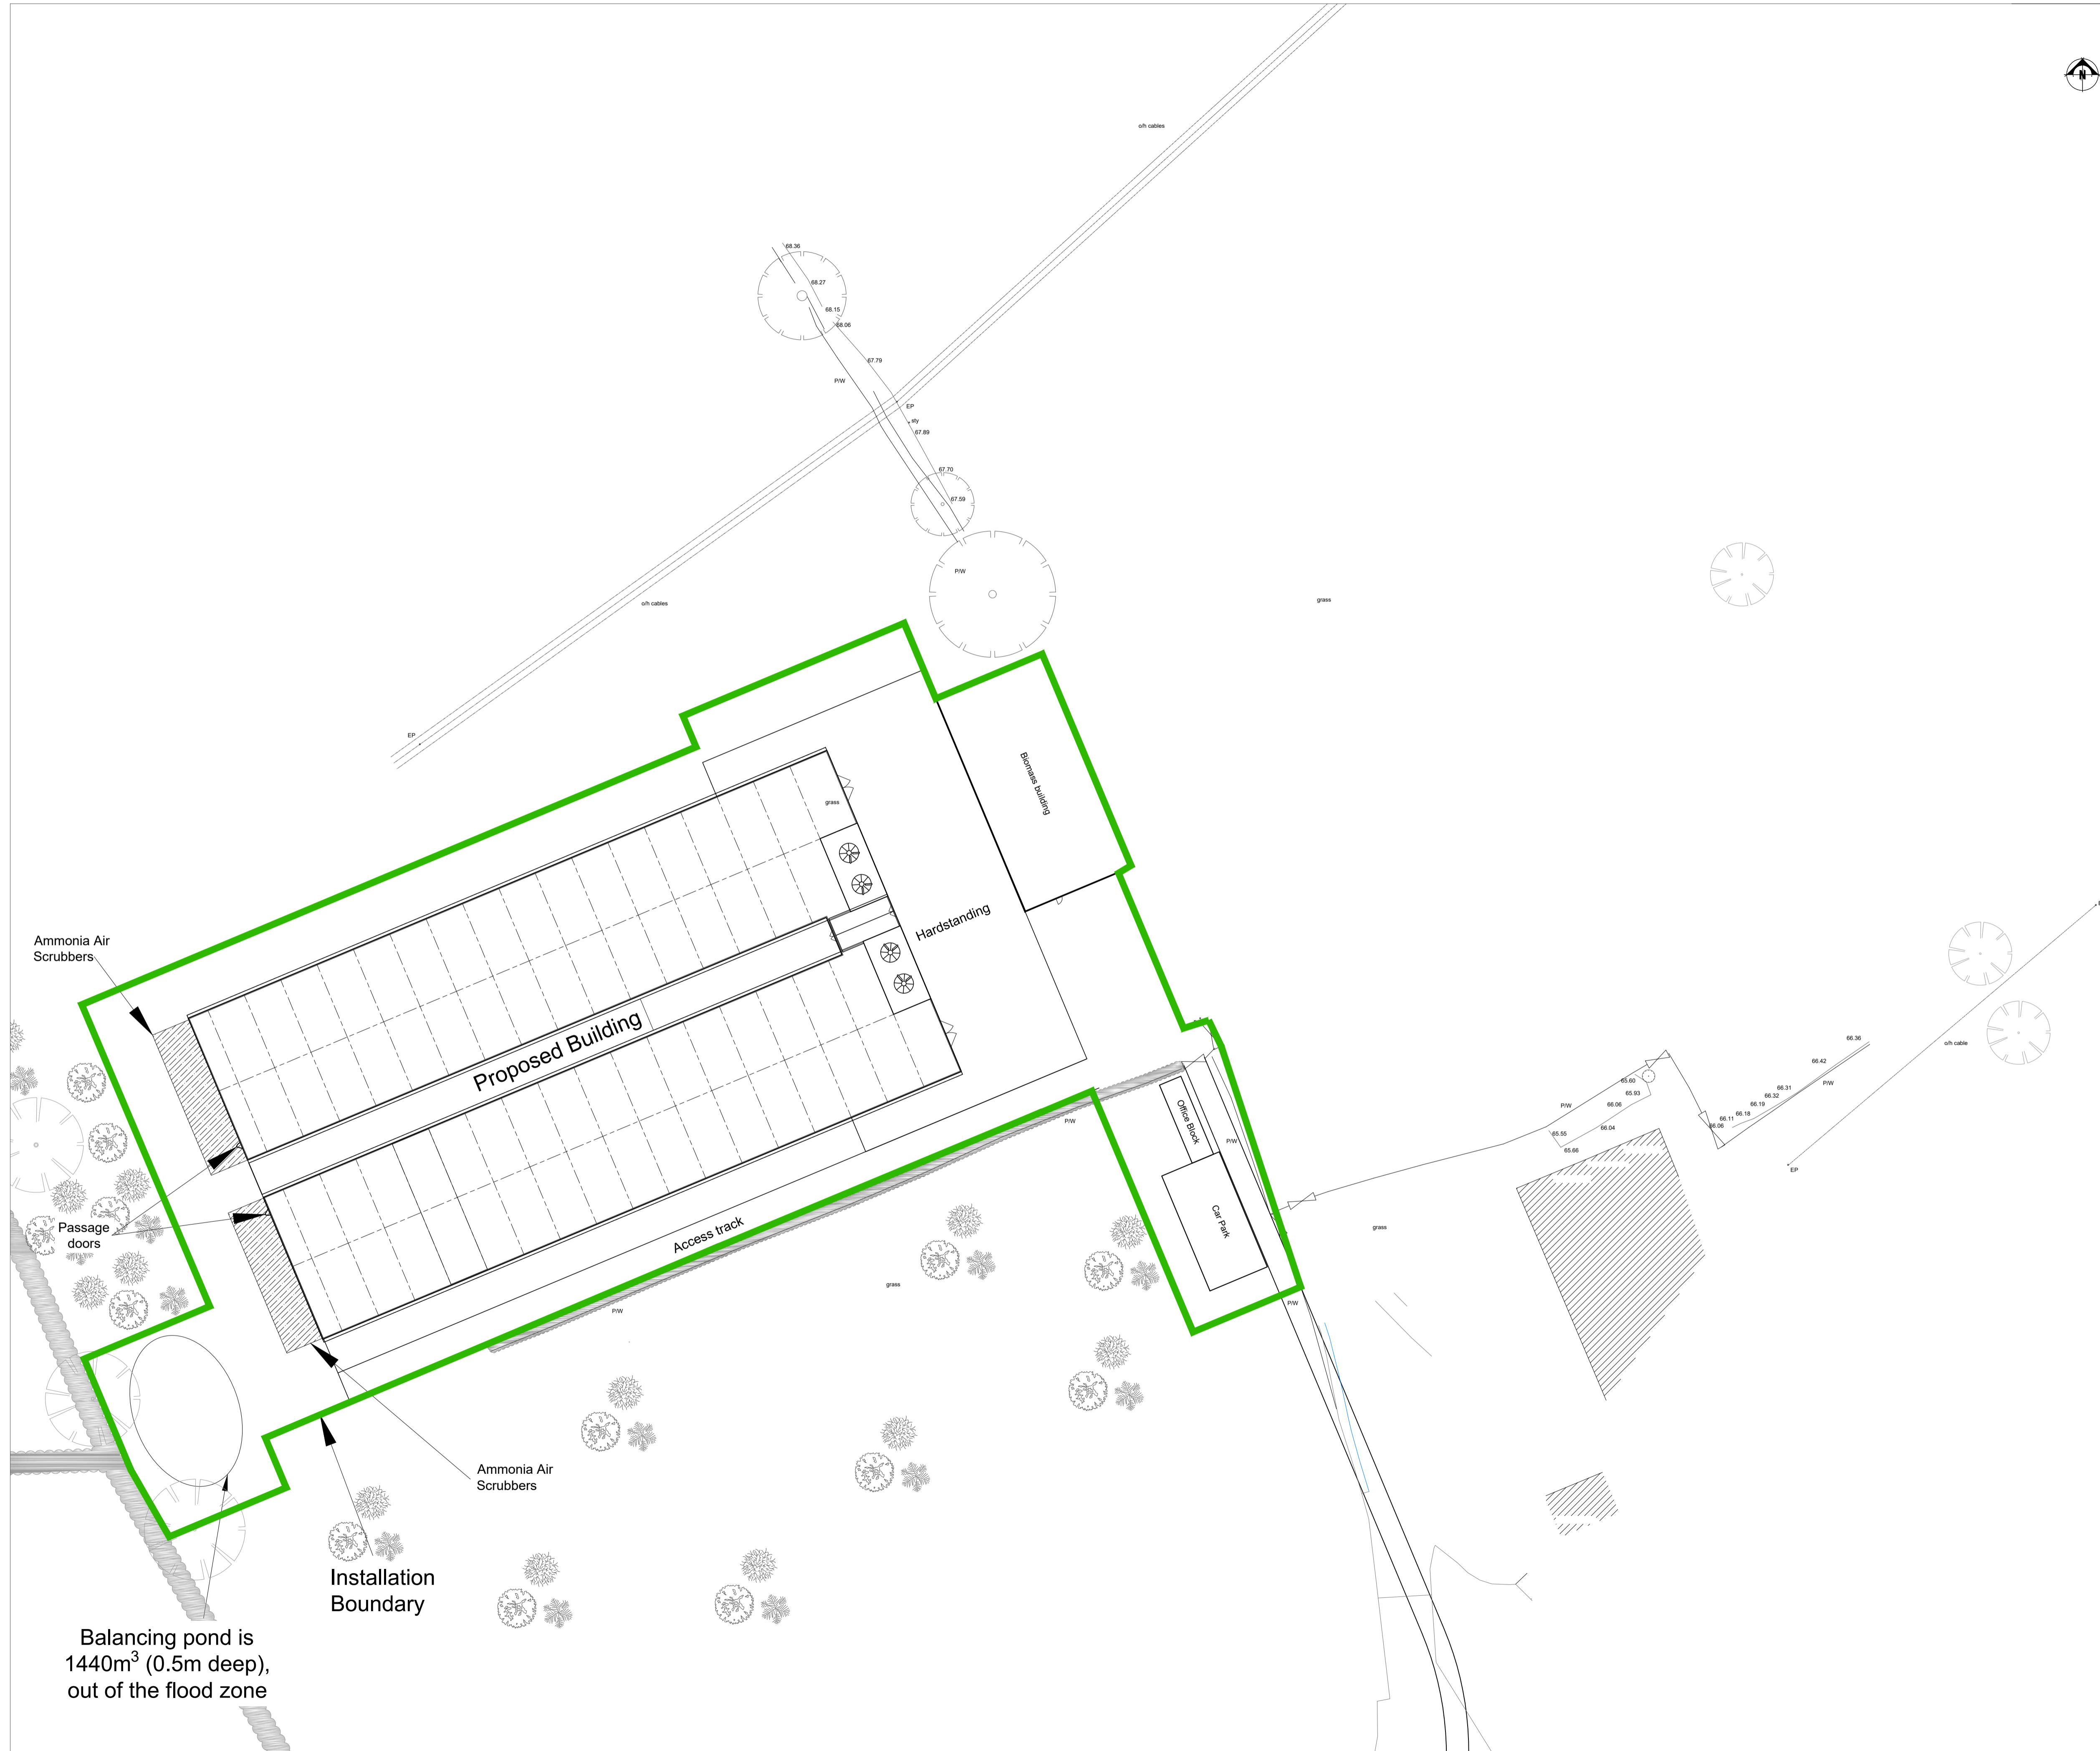 N
o/h cables
68.36
68.27
68.15
68.06
67.79
P/W
EP
sty
67.89
67.70
67.59
P/W
o/h cables
grass
EP
Biomass building
grass
Hardstanding
Ammonia Air
Scrubbers
Proposed Building
o/h cable
66.36
66.42
P/W
66.31
66.32
66.19
66.18
66.11
66.06
65.60
65.93
66.06
P/W
66.04
65.55
65.66
EP
Office Block
P/W
P/W
Car Park
Passage
doors
Access track
grass
grass
P/W
P/W
Ammonia Air
Scrubbers
Installation
Boundary
Balancing pond is
1440m³ (0.5m deep),
out of the flood zone